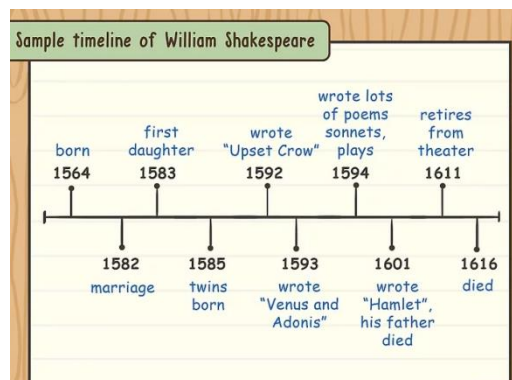 Sample timeline of William Shakespeare
born
1564
first
daughter
1583
wrote
“Upset Crow”
1592
wrote lots
of poems
sonnets,
plays
1594
retires
from
theater
1611
1582
marriage
1585
twins
born
1593
wrote
“Venus and
Adonis”
1601
wrote
“Hamlet”,
his father
died
1616
died